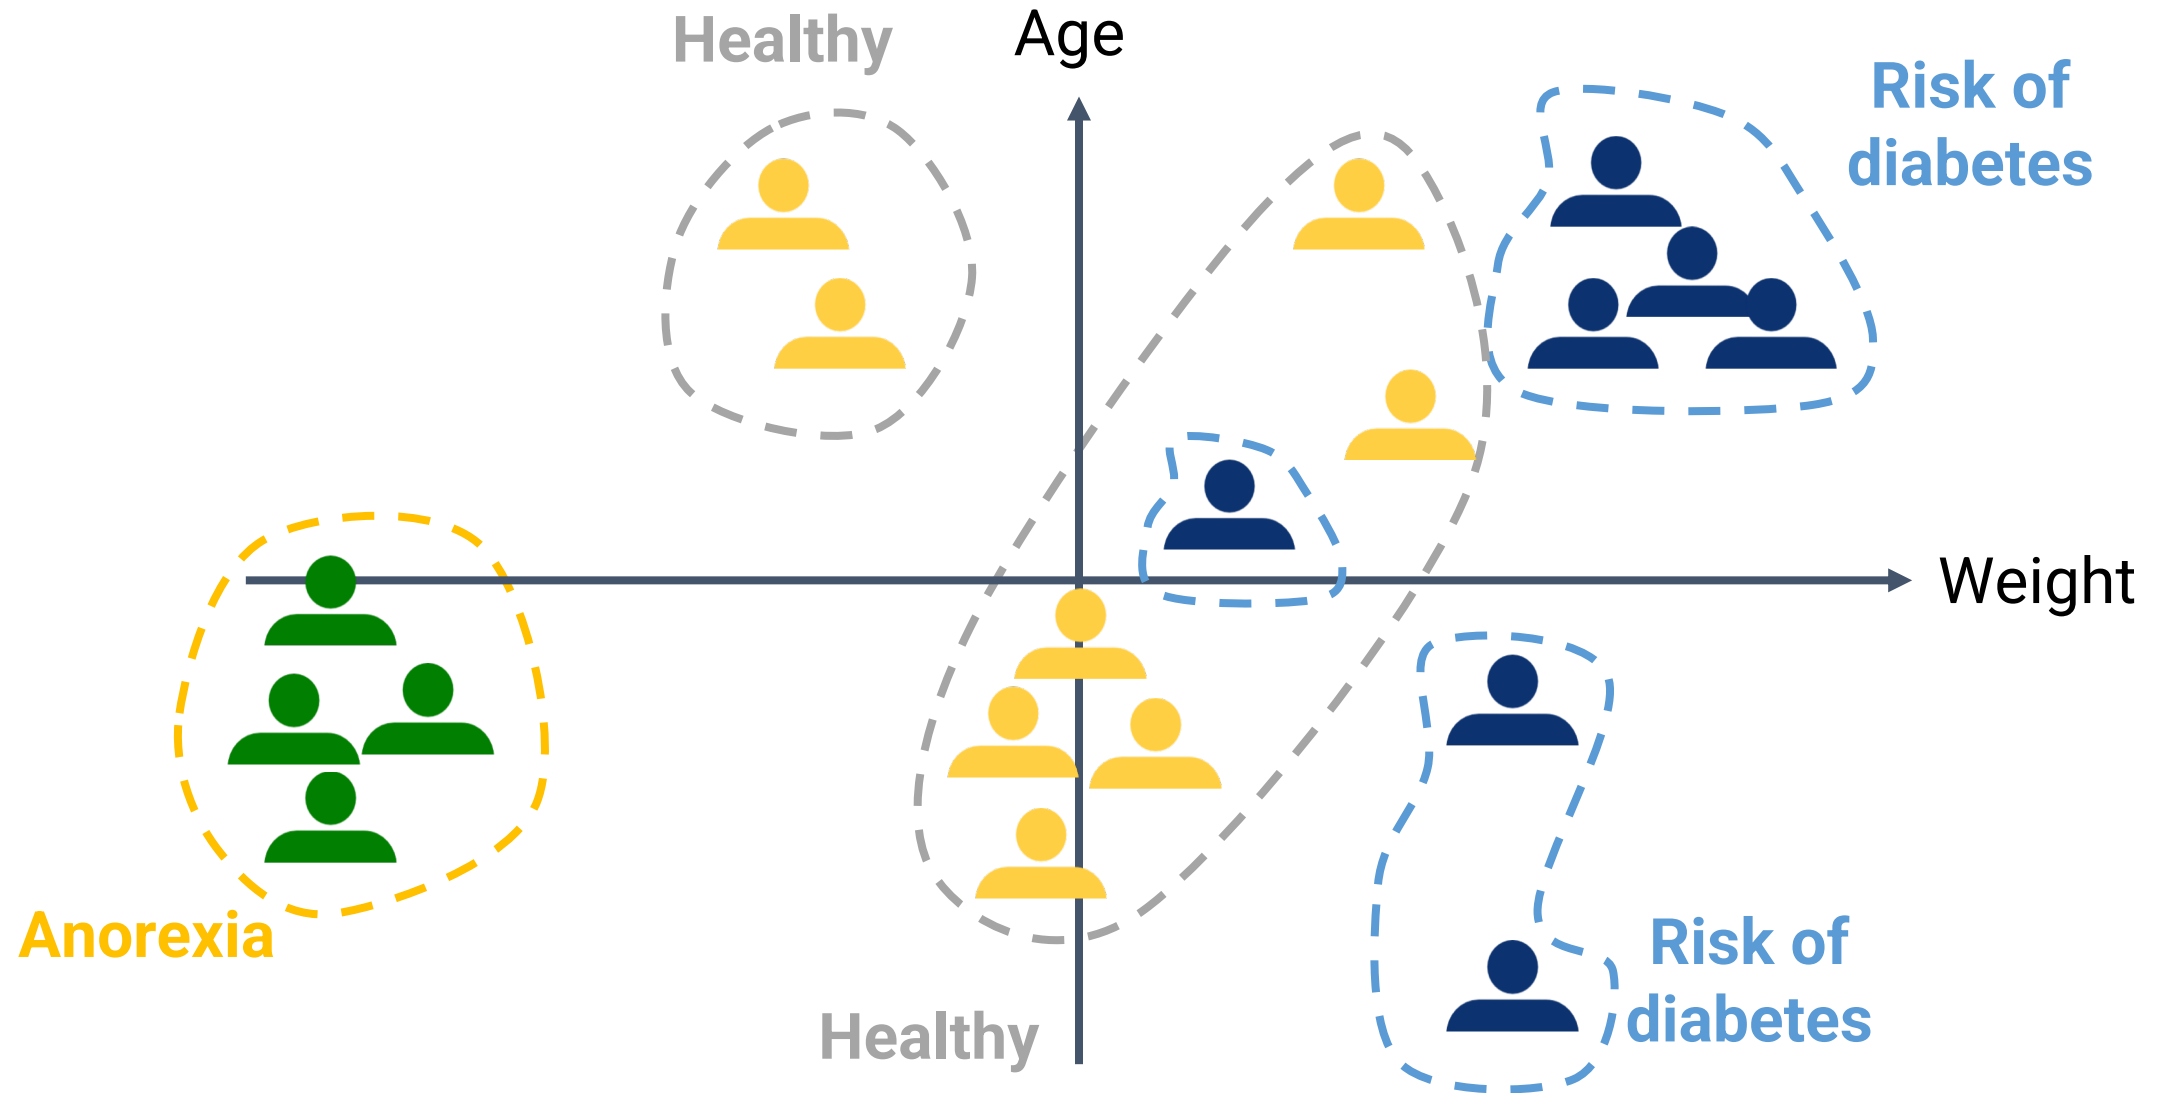 Healthy
Age
Risk of
diabetes
Weight
Anorexia
Risk of
diabetes
Healthy